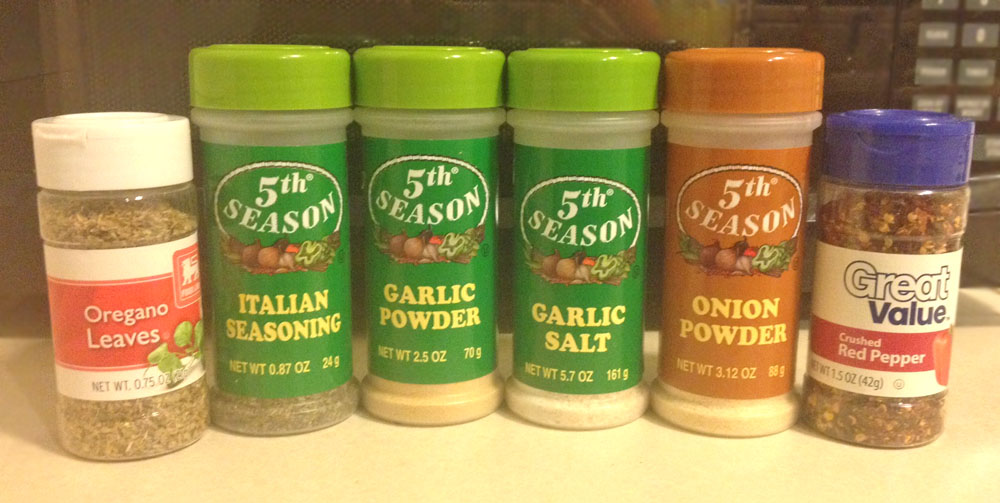 Oregano
Leaves
NET WT. 0.75 OZ
5th®
SEASON
ITALIAN
SEASONING
NET WT 0.87 OZ 24 g
5th®
SEASON
GARLIC
POWDER
NET WT 2.5 OZ 70 g
5th®
SEASON
GARLIC
SALT
NET WT 5.7 OZ 161 g
5th®
SEASON
ONION
POWDER
NET WT 3.12 OZ 88 g
Great
Value™
Crushed
Red Pepper
NET WT 1.5 OZ (42g)